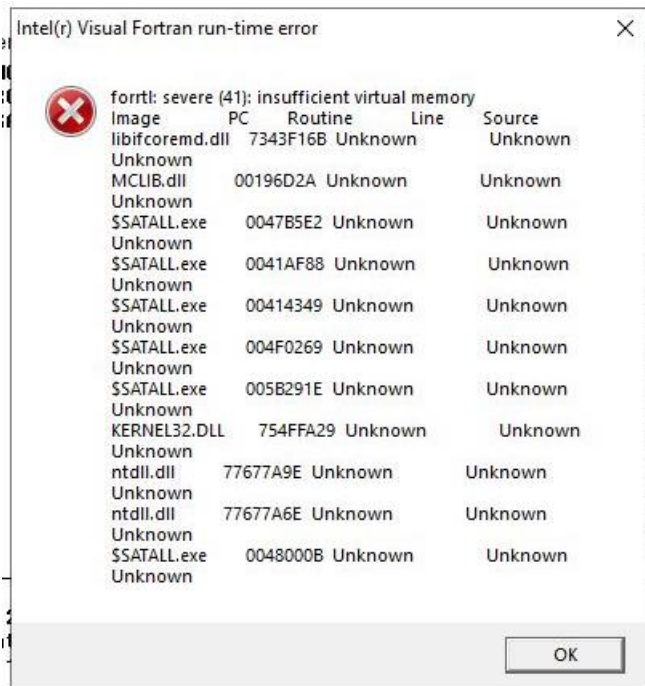 Intel(r) Visual Fortran run-time error
forrtl: severe (41): insufficient virtual memory
Image PC Routine Line Source
libifcoremd.dll 7343F16B Unknown Unknown
Unknown
MCLIB.dll 00196D2A Unknown Unknown
Unknown
$SATALL.exe 0047B5E2 Unknown Unknown
Unknown
$SATALL.exe 0041AF88 Unknown Unknown
Unknown
$SATALL.exe 00414349 Unknown Unknown
Unknown
$SATALL.exe 004F0269 Unknown Unknown
Unknown
$SATALL.exe 005B291E Unknown Unknown
Unknown
KERNEL32.DLL 754FFA29 Unknown Unknown
Unknown
ntdll.dll 77677A9E Unknown Unknown
Unknown
ntdll.dll 77677A6E Unknown Unknown
Unknown
$SATALL.exe 0048000B Unknown Unknown
Unknown
OK